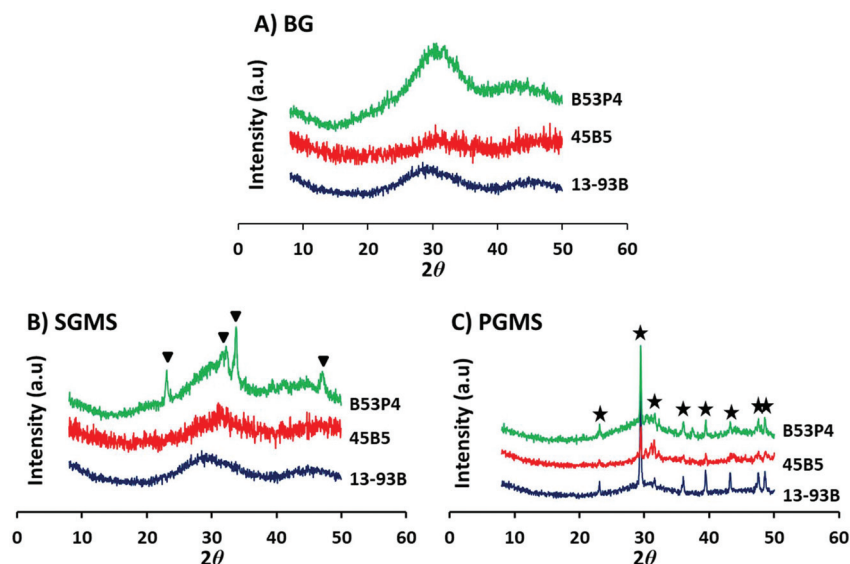 A) BG
Intensity (a.u)
B53P4
45B5
13-93B
0 10 20 30 40 50 60
2θ
B) SGMS
Intensity (a.u)
B53P4
45B5
13-93B
0 10 20 30 40 50 60
2θ
C) PGMS
Intensity (a.u)
B53P4
45B5
13-93B
0 10 20 30 40 50 60
2θ